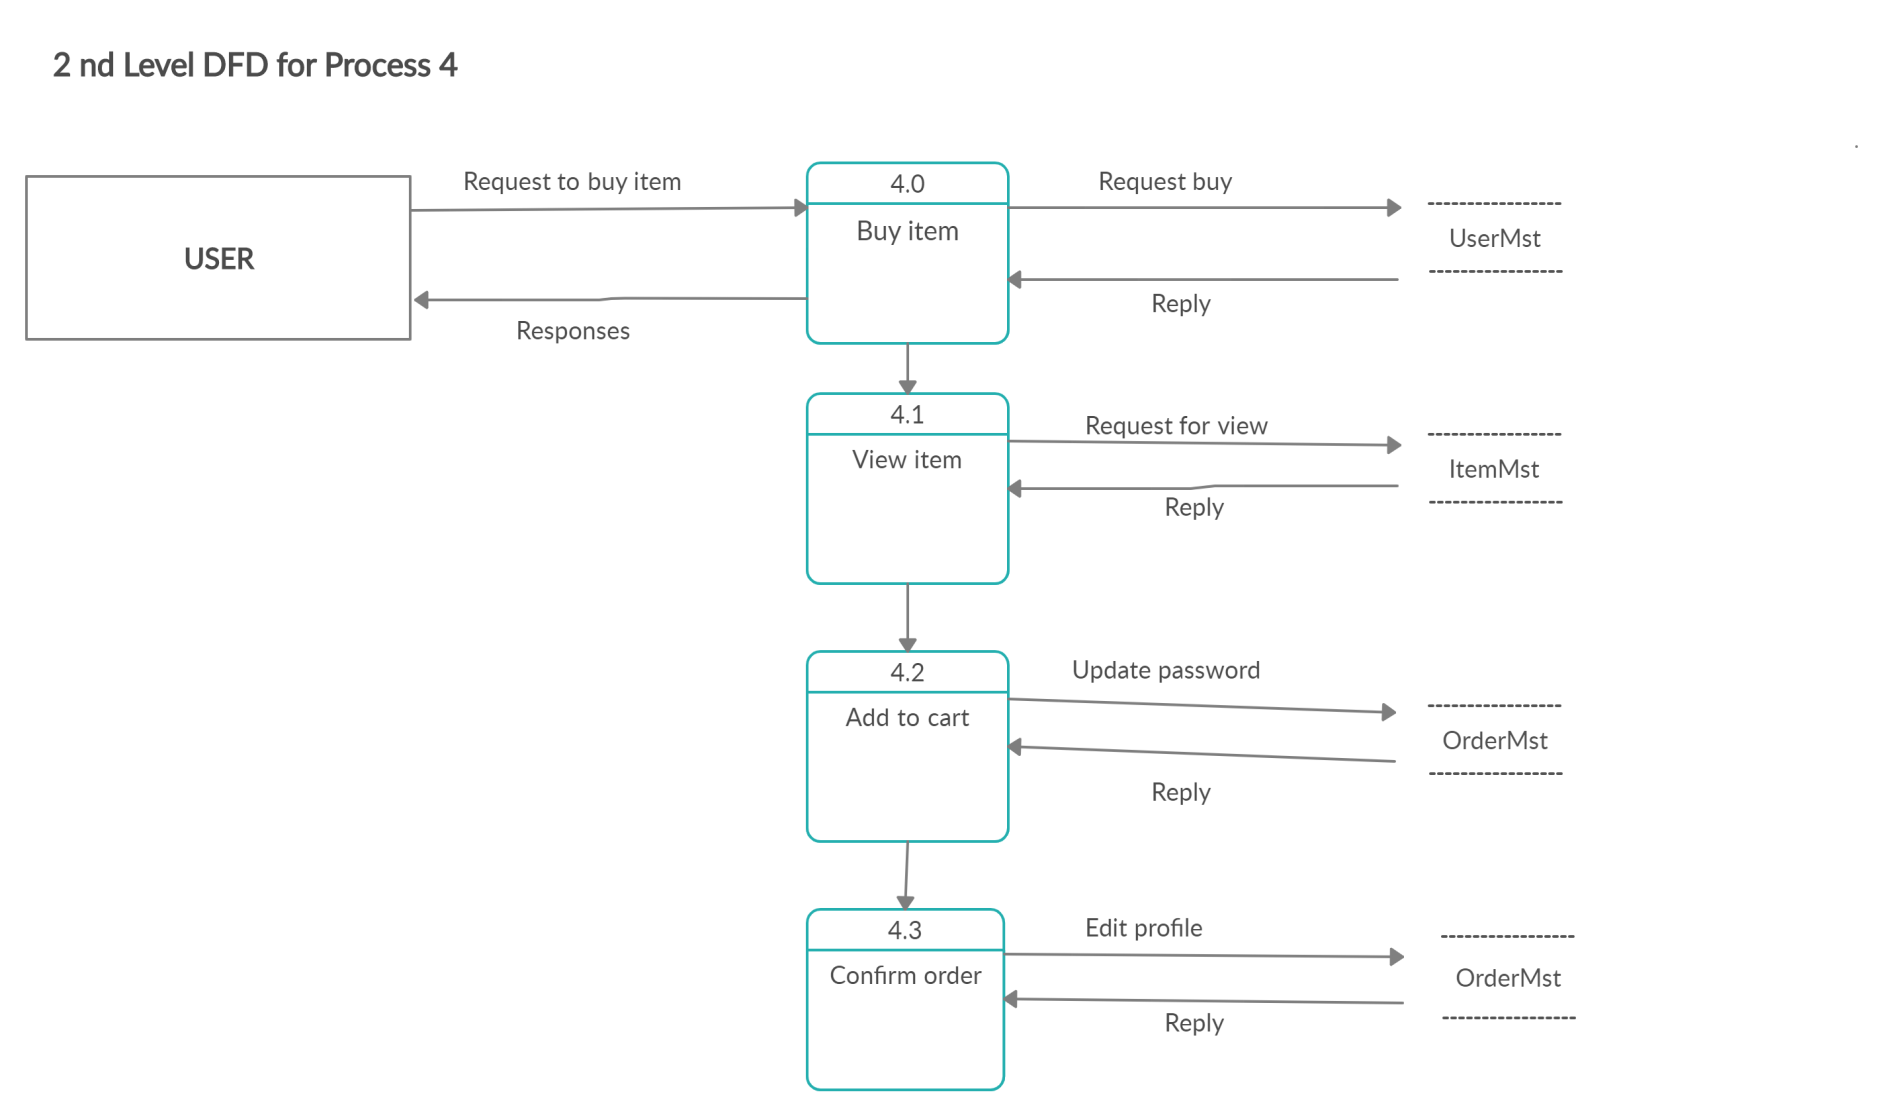 2 nd Level DFD for Process 4
Request to buy item
4.0
Request buy
USER
Buy item
UserMst
Responses
Reply
4.1
Request for view
View item
ItemMst
Reply
4.2
Update password
Add to cart
OrderMst
Reply
4.3
Edit profile
Confirm order
OrderMst
Reply